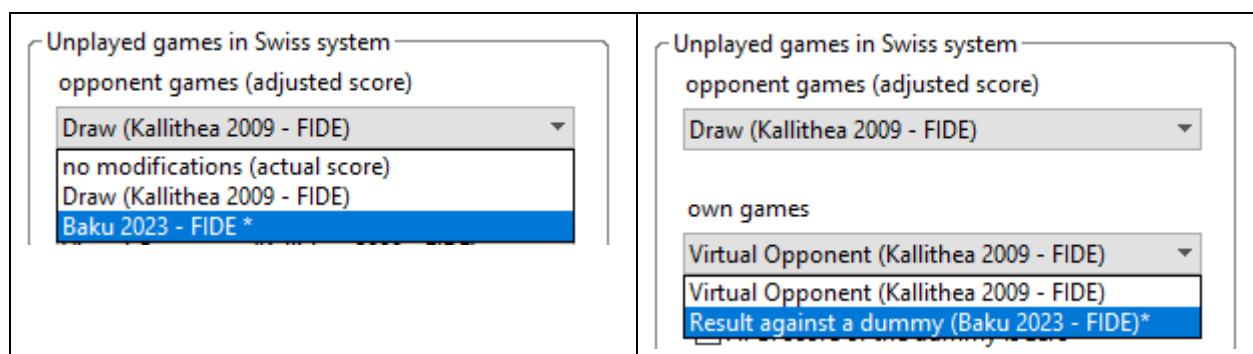 Unplayed games in Swiss system
opponent games (adjusted score)
Draw (Kallithea 2009 - FIDE)
no modifications (actual score)
Draw (Kallithea 2009 - FIDE)
Baku 2023 - FIDE *
Unplayed games in Swiss system
opponent games (adjusted score)
Draw (Kallithea 2009 - FIDE)
own games
Virtual Opponent (Kallithea 2009 - FIDE)
Virtual Opponent (Kallithea 2009 - FIDE)
Result against a dummy (Baku 2023 - FIDE)*